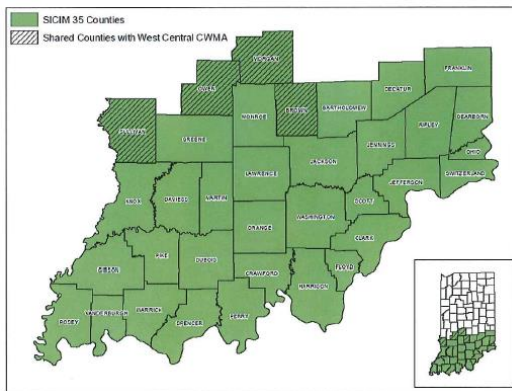 SICIM 35 Counties
Shared Counties with West Central CWMA
MORGAN
OWEN
FRANKLIN
DECATUR
MONROE
BROWN
BARTHOLOMEW
DEARBORN
SULLIVAN
GREENE
RIPLEY
JENNINGS
OHIO
JACKSON
LAWRENCE
SWITZERLAND
JEFFERSON
KNOX
DAVIESS
MARTIN
SCOTT
WASHINGTON
ORANGE
CLARK
PIKE
DUBOIS
GIBSON
FLOYD
CRAWFORD
HARRISON
WARRICK
PERRY
VANDERBURGH
POSEY
SPENCER